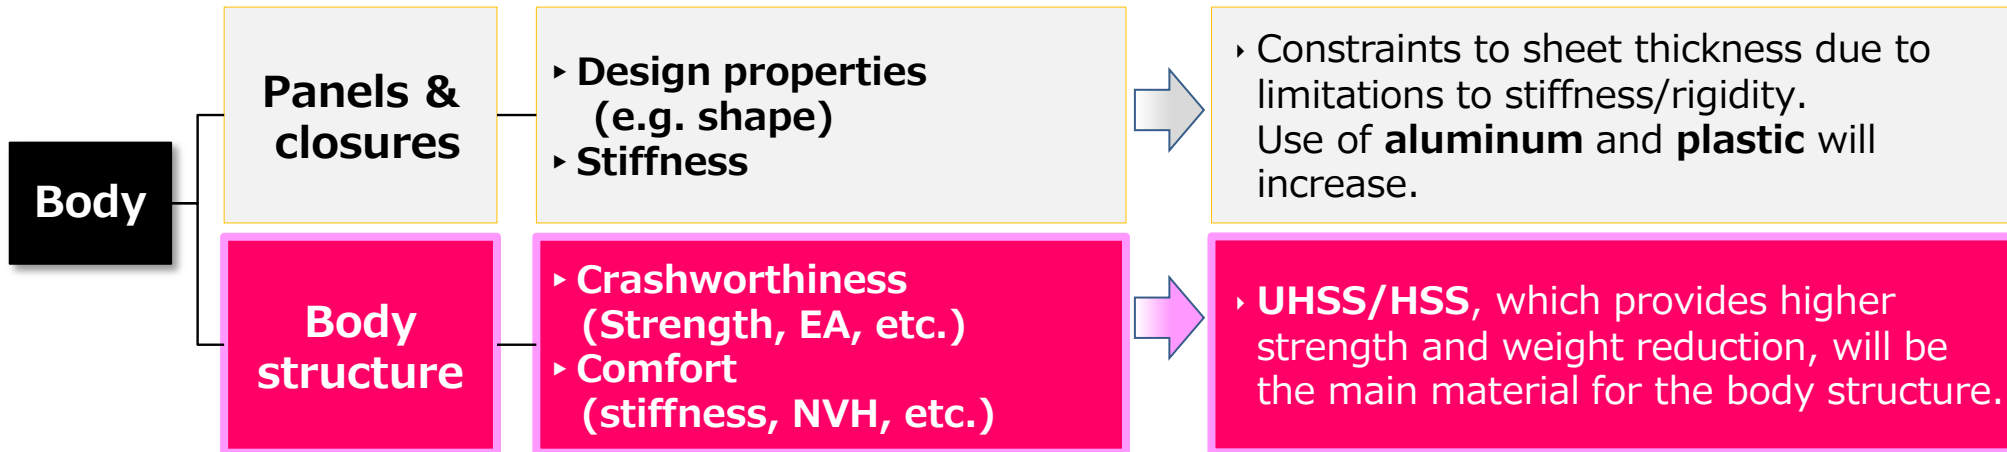 Body
Panels &
closures
‣ Design properties
(e.g. shape)
‣ Stiffness
‣ Constraints to sheet thickness due to
limitations to stiffness/rigidity.
Use of aluminum and plastic will
increase.
Body
structure
‣ Crashworthiness
(Strength, EA, etc.)
‣ Comfort
(stiffness, NVH, etc.)
‣ UHSS/HSS, which provides higher
strength and weight reduction, will be
the main material for the body structure.